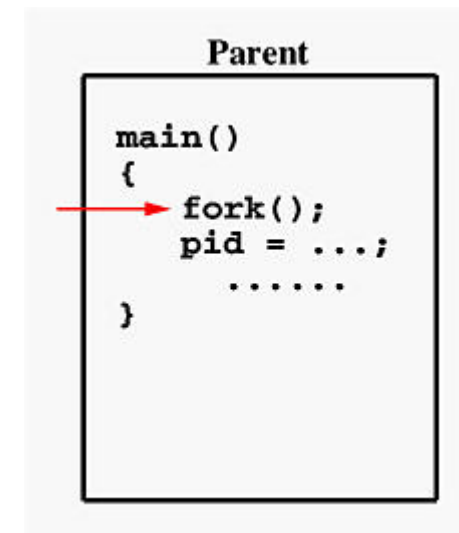 Parent
main()
{
fork();
pid = ...;
......
}